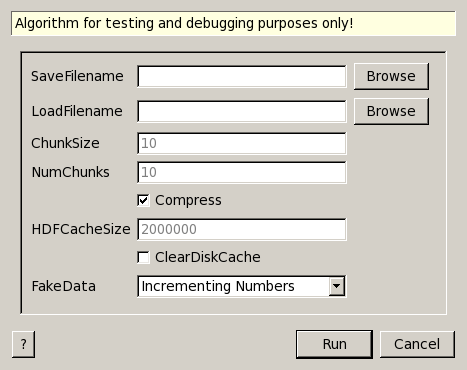 Algorithm for testing and debugging purposes only!
SaveFilename Browse
LoadFilename Browse
ChunkSize 10
NumChunks 10
Compress
HDFCacheSize 2000000
ClearDiskCache
FakeData Incrementing Numbers
? Run Cancel